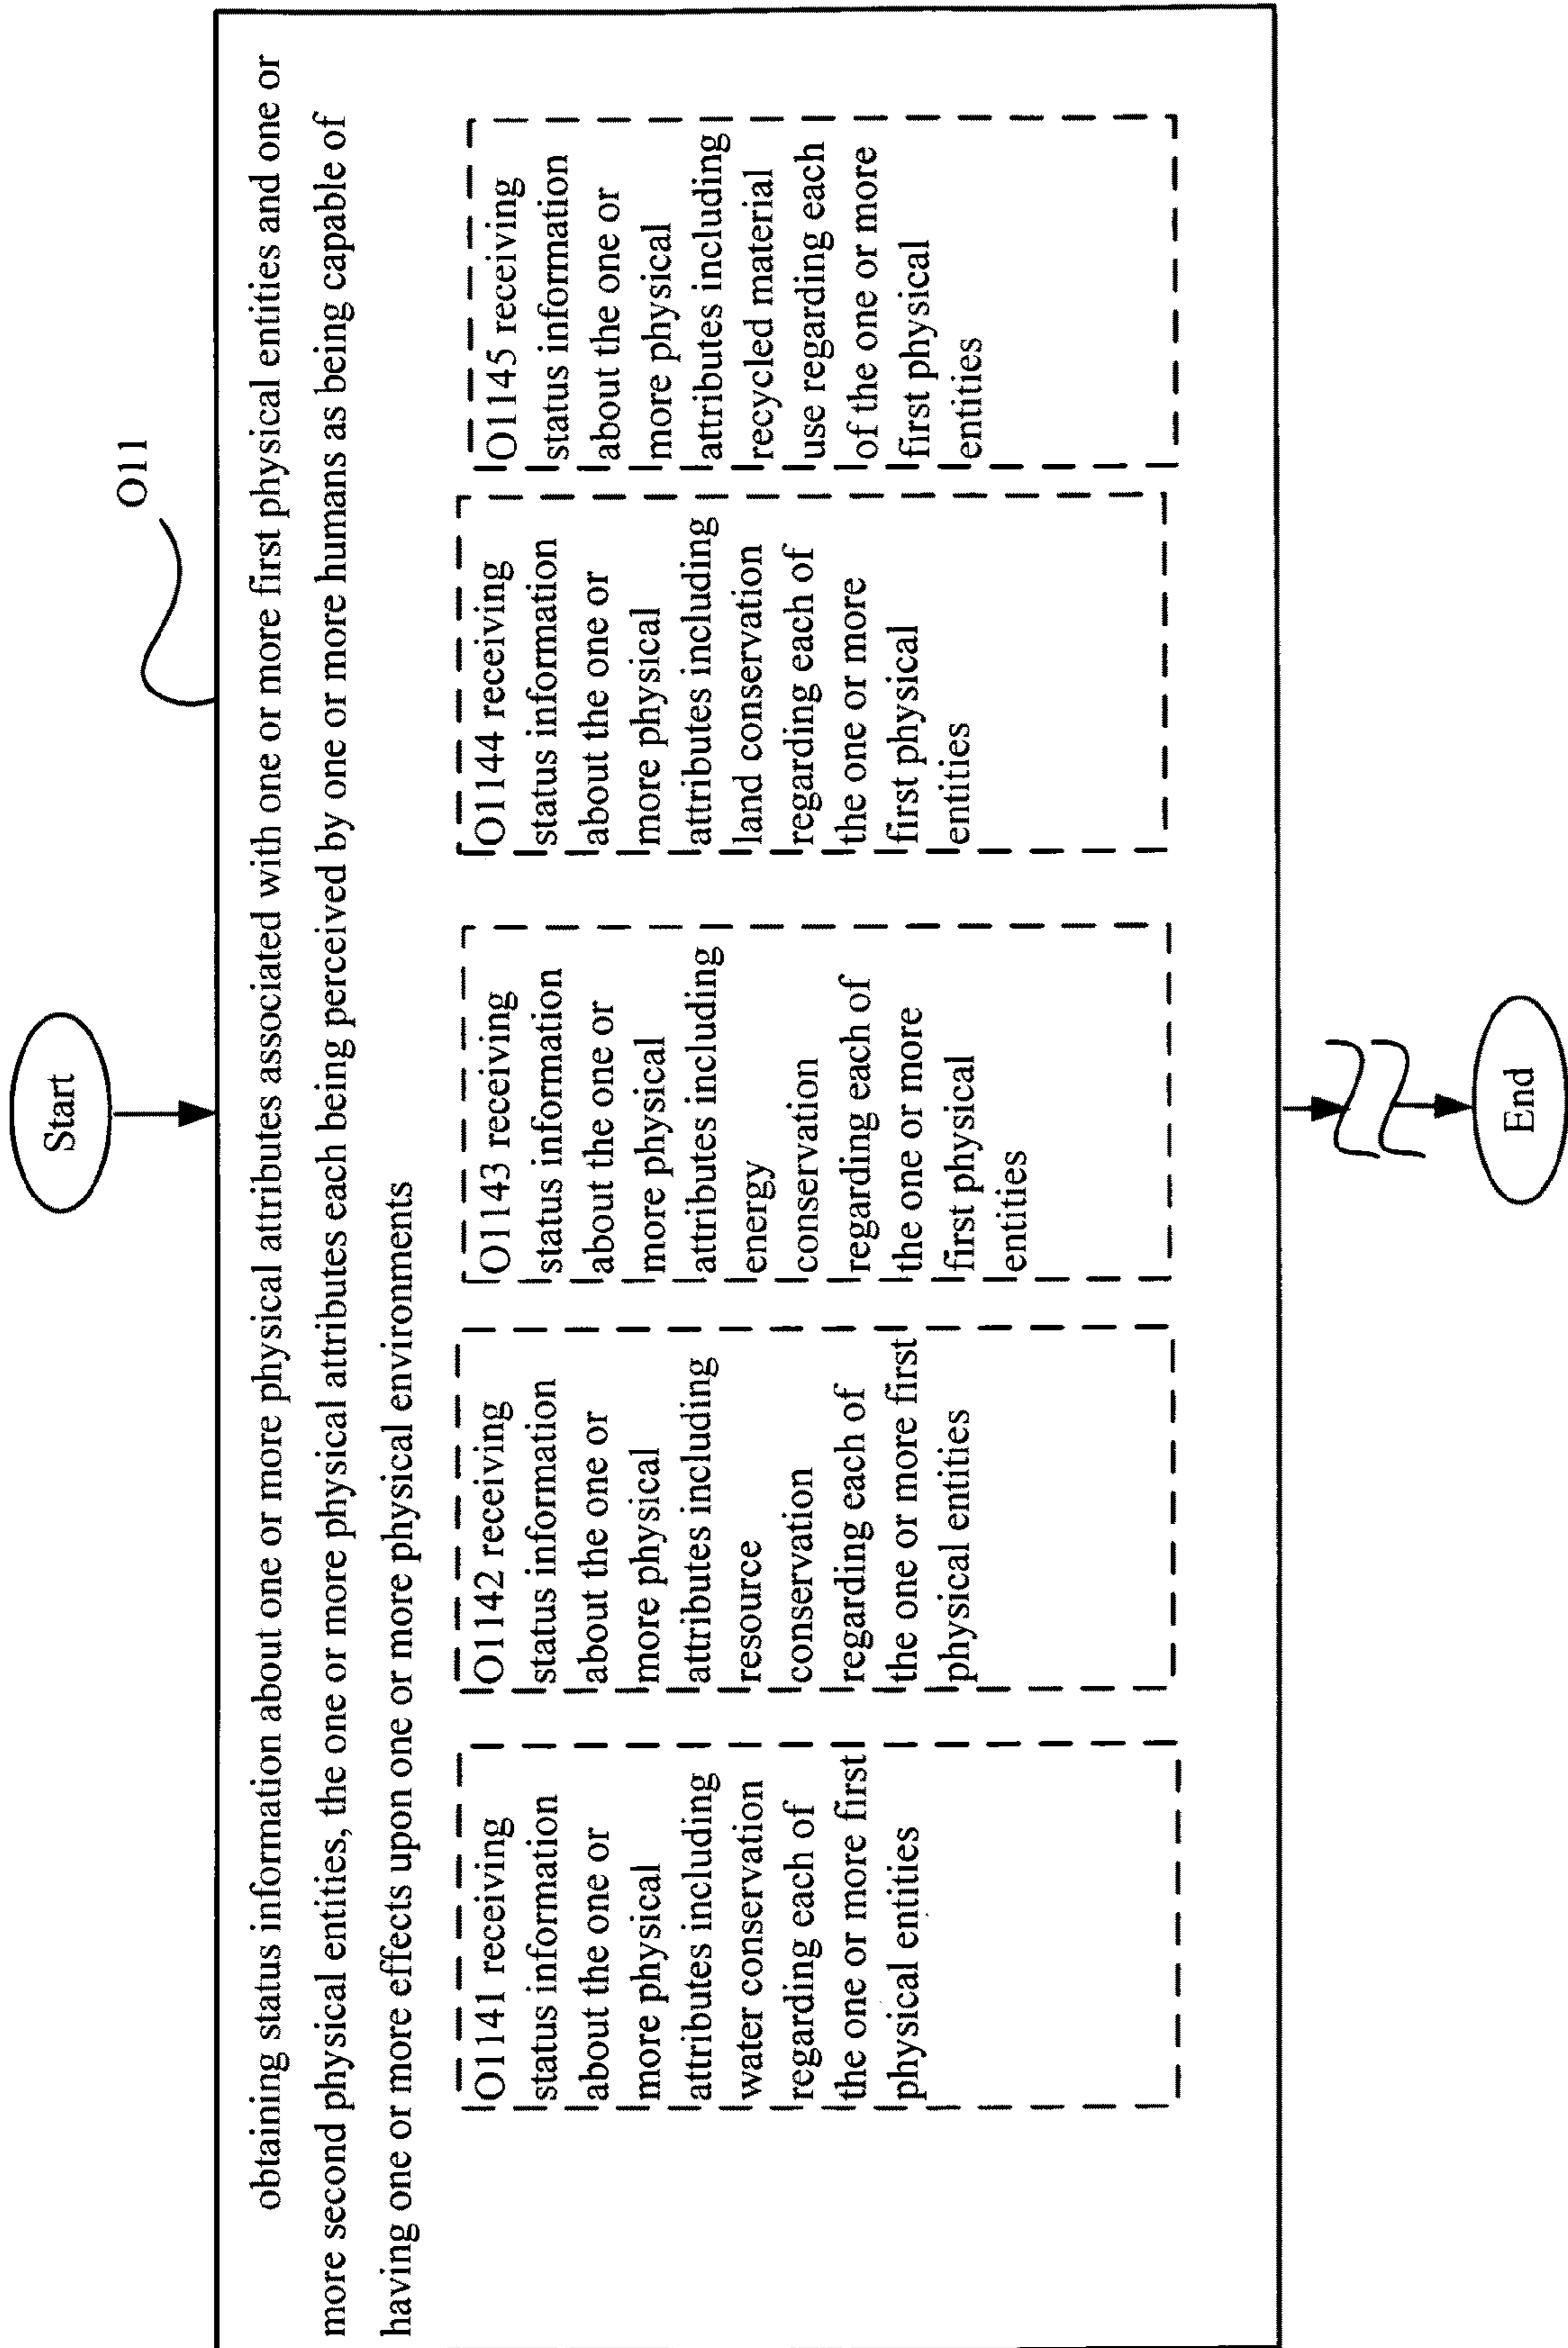 Start
O11
obtaining status information about one or more physical attributes associated with one or more first physical entities and one or
more second physical entities, the one or more physical attributes each being perceived by one or more humans as being capable of
having one or more effects upon one or more physical environments
O1141 receiving
status information
about the one or
more physical
attributes including
water conservation
regarding each of
the one or more first
physical entities
O1142 receiving
status information
about the one or
more physical
attributes including
resource
conservation
regarding each of
the one or more first
physical entities
O1143 receiving
status information
about the one or
more physical
attributes including
energy
conservation
regarding each of
the one or more
first physical
entities
O1144 receiving
status information
about the one or
more physical
attributes including
land conservation
regarding each of
the one or more
first physical
entities
O1145 receiving
status information
about the one or
more physical
attributes including
recycled material
use regarding each
of the one or more
first physical
entities
End